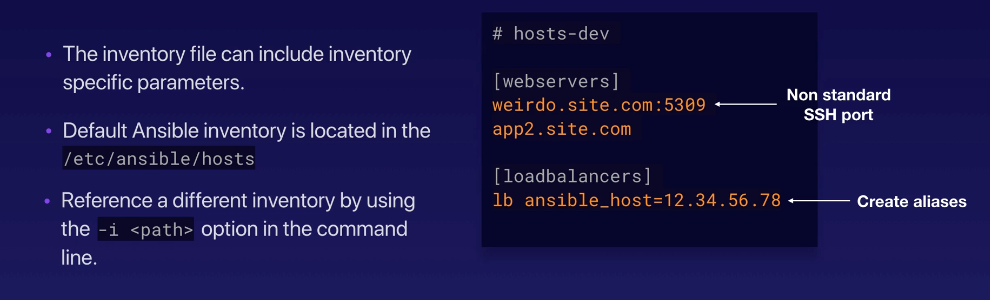 • The inventory file can include inventory
specific parameters.
• Default Ansible inventory is located in the
/etc/ansible/hosts
• Reference a different inventory by using
the -i <path> option in the command
line.
# hosts-dev
[webservers]
weirdo.site.com:5309
app2.site.com
[loadbalancers]
lb ansible_host=12.34.56.78
Non standard
SSH port
Create aliases